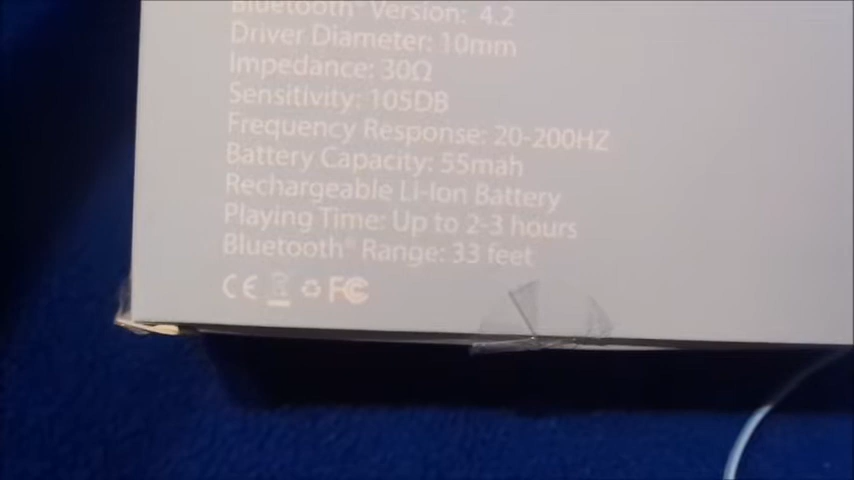 Bluetooth® Version: 4.2
Driver Diameter: 10mm
Impedance: 30Ω
Sensitivity: 105DB
Frequency Response: 20-200HZ
Battery Capacity: 55mah
Rechargeable Li-Ion Battery
Playing Time: Up to 2-3 hours
Bluetooth® Range: 33 feet
CE FC